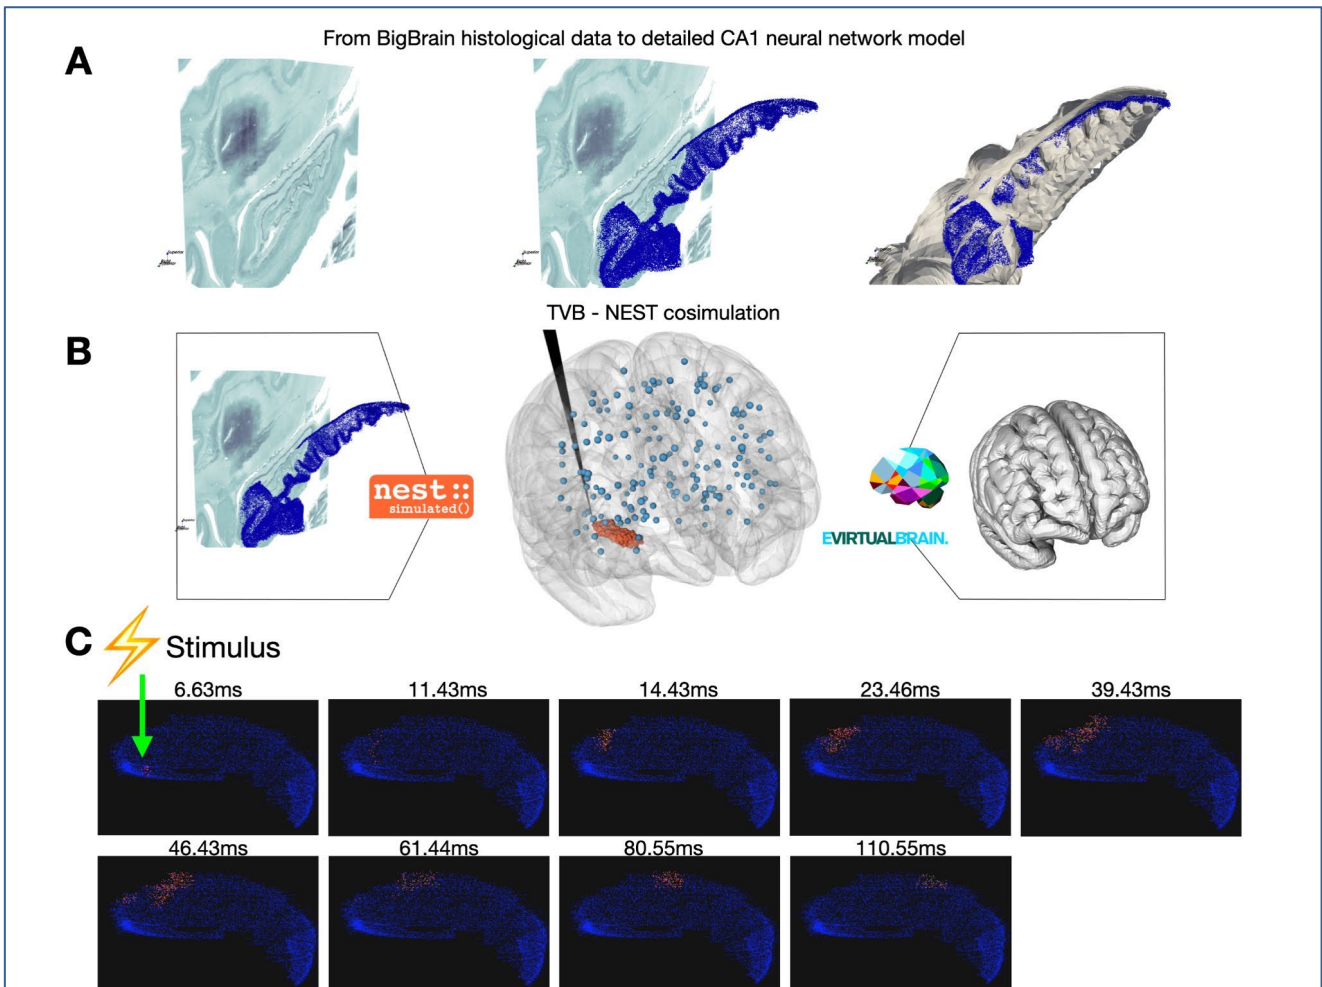 From BigBrain histological data to detailed CA1 neural network model
A
TVB - NEST cosimulation
B
nest::
simulated()
EVIRTUALBRAIN.
C
Stimulus
6.63ms
11.43ms
14.43ms
23.46ms
39.43ms
46.43ms
61.44ms
80.55ms
110.55ms